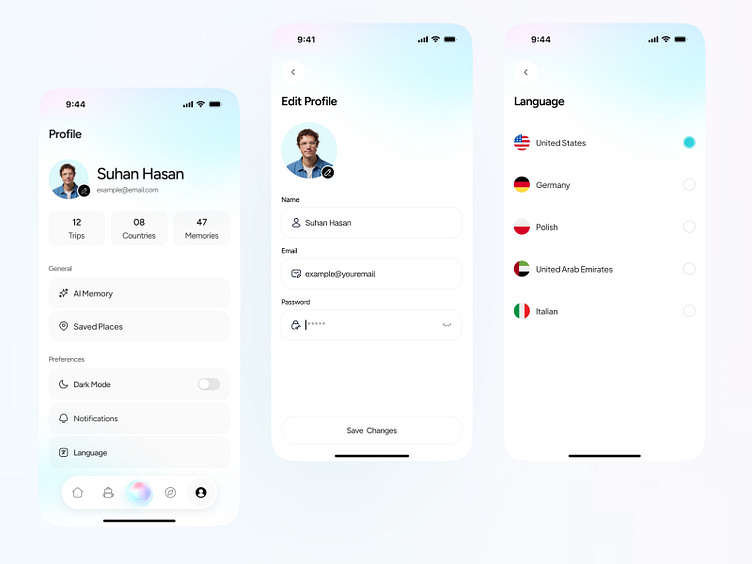 9:44
Profile
Suhan Hasan
example@email.com
12
Trips
08
Countries
47
Memories
General
AI Memory
Saved Places
Preferences
Dark Mode
Notifications
Language
9:41
Edit Profile
Name
Suhan Hasan
Email
example@youremail
Password
*****
Save Changes
9:44
Language
United States
Germany
Polish
United Arab Emirates
Italian